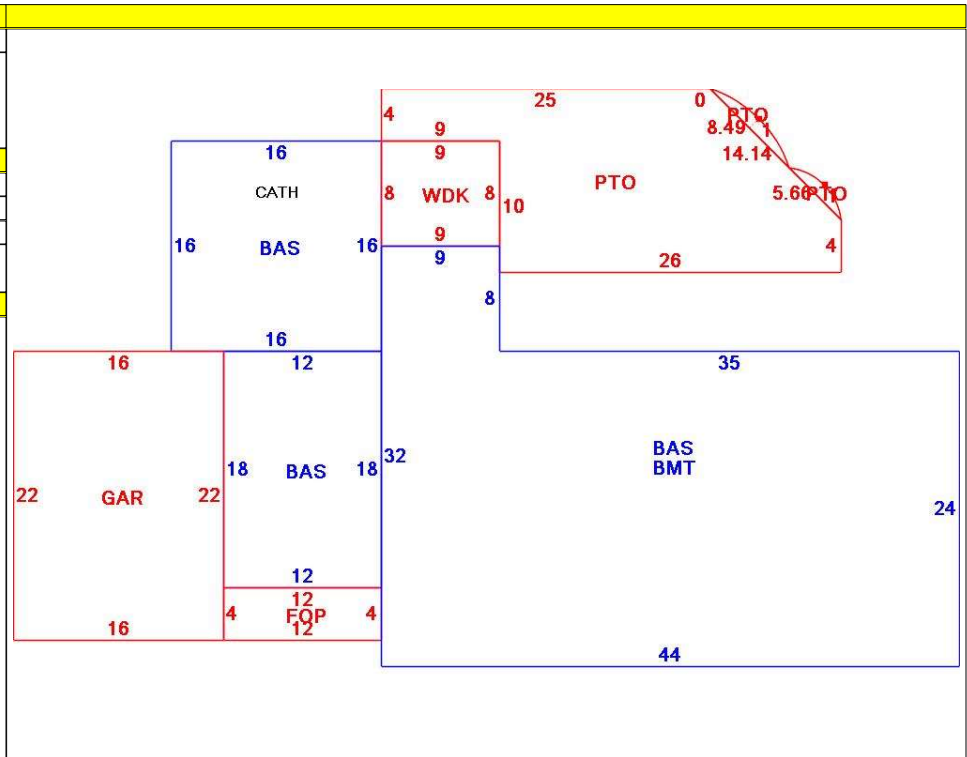 25 0
4 PTO
9 8.49 1
16 9 14.14
CATH 8 WDK 8 PTO 5.66 PTO 1
10
16 BAS 16 9 4
9 26
8
16
16 12 35
BAS
32
18 BAS 18 BMT
22 GAR 22
24
12
12
4 FOP 4
16 12
44